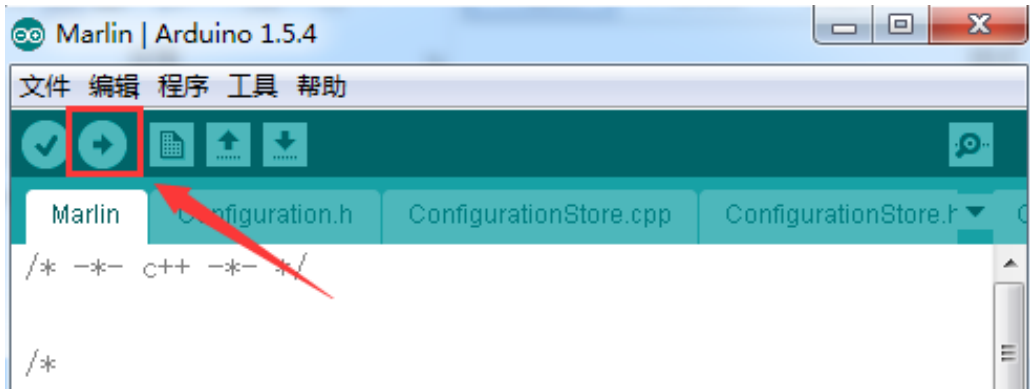 Marlin | Arduino 1.5.4
文件 编辑 程序 工具 帮助
Marlin Configuration.h ConfigurationStore.cpp ConfigurationStore.h
/* -*- c++ -*- */
/*